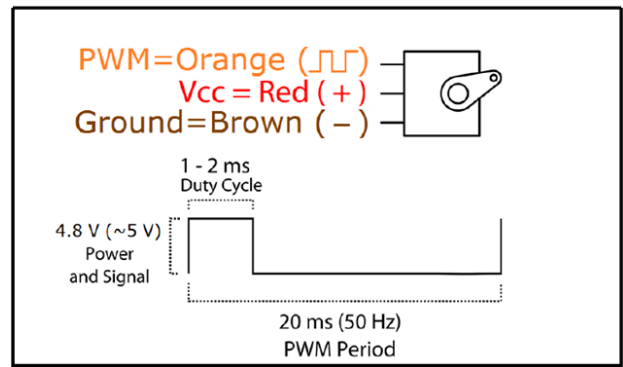 PWM=Orange (⎍⎍)
Vcc = Red ( + )
Ground=Brown ( − )
1 - 2 ms
Duty Cycle
4.8 V (~5 V)
Power
and Signal
20 ms (50 Hz)
PWM Period